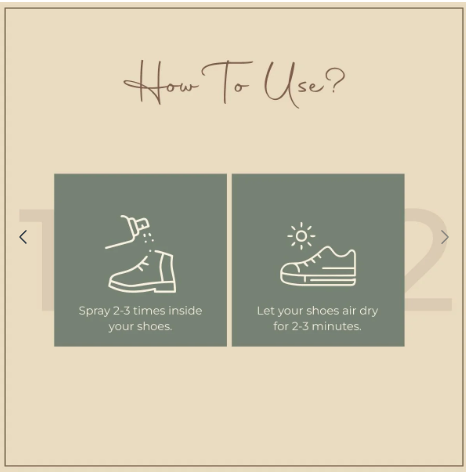 How To Use?
1
Spray 2-3 times inside
your shoes.
2
Let your shoes air dry
for 2-3 minutes.